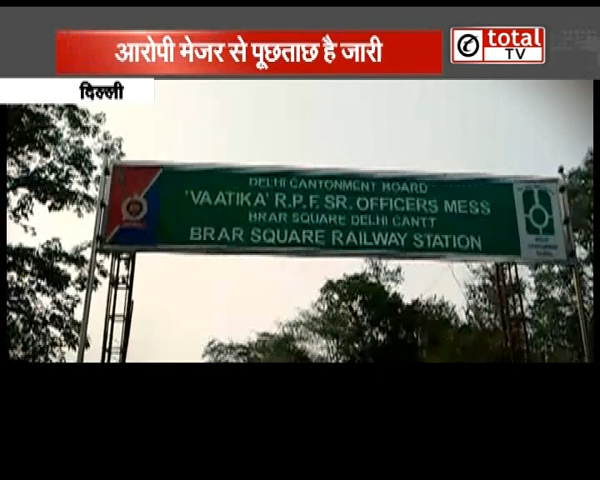 आरोपी मेजर से पूछताछ है जारी
total
TV
दिल्ली
DELHI CANTONMENT BOARD
'VAATIKA' R.P.F. SR. OFFICERS MESS
BRAR SQUARE DELHI CANTT
BRAR SQUARE RAILWAY STATION